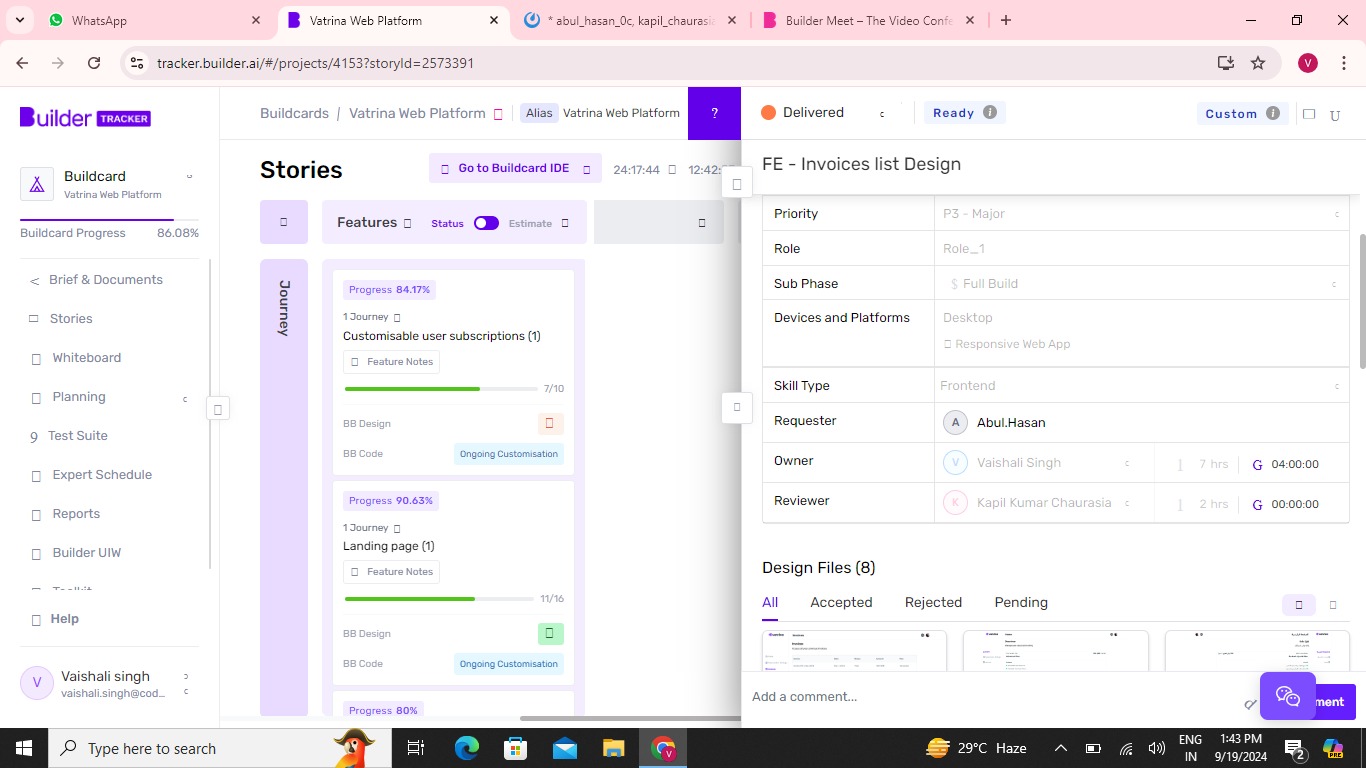 WhatsApp
Vatrina Web Platform
* abul_hasan_0c, kapil_chaurasia
Builder Meet – The Video Confe
tracker.builder.ai/#/projects/4153?storyId=2573391
V
Builder TRACKER
Buildcard
Vatrina Web Platform
Buildcard Progress 86.08%
Brief & Documents
Stories
Whiteboard
Planning
Test Suite
Expert Schedule
Reports
Builder UIW
Toolkit
Help
V
Vaishali singh
vaishali.singh@cod...
Buildcards / Vatrina Web Platform
Alias Vatrina Web Platform
?
Stories
Go to Buildcard IDE
24:17:44
Features
Status
Estimate
Journey
Progress 84.17%
1 Journey
Customisable user subscriptions (1)
Feature Notes
7/10
BB Design
BB Code
Ongoing Customisation
Progress 90.63%
1 Journey
Landing page (1)
Feature Notes
11/16
BB Design
BB Code
Ongoing Customisation
Progress 80%
Delivered
Ready
Custom
FE - Invoices list Design
Priority P3 - Major
Role Role_1
Sub Phase $ Full Build
Devices and Platforms Desktop
Responsive Web App
Skill Type Frontend
Requester A Abul.Hasan
Owner V Vaishali Singh 7 hrs G 04:00:00
Reviewer K Kapil Kumar Chaurasia 2 hrs G 00:00:00
Design Files (8)
All Accepted Rejected Pending
Add a comment...
ment
Type here to search
29°C Haze
ENG
IN
1:43 PM
9/19/2024
2